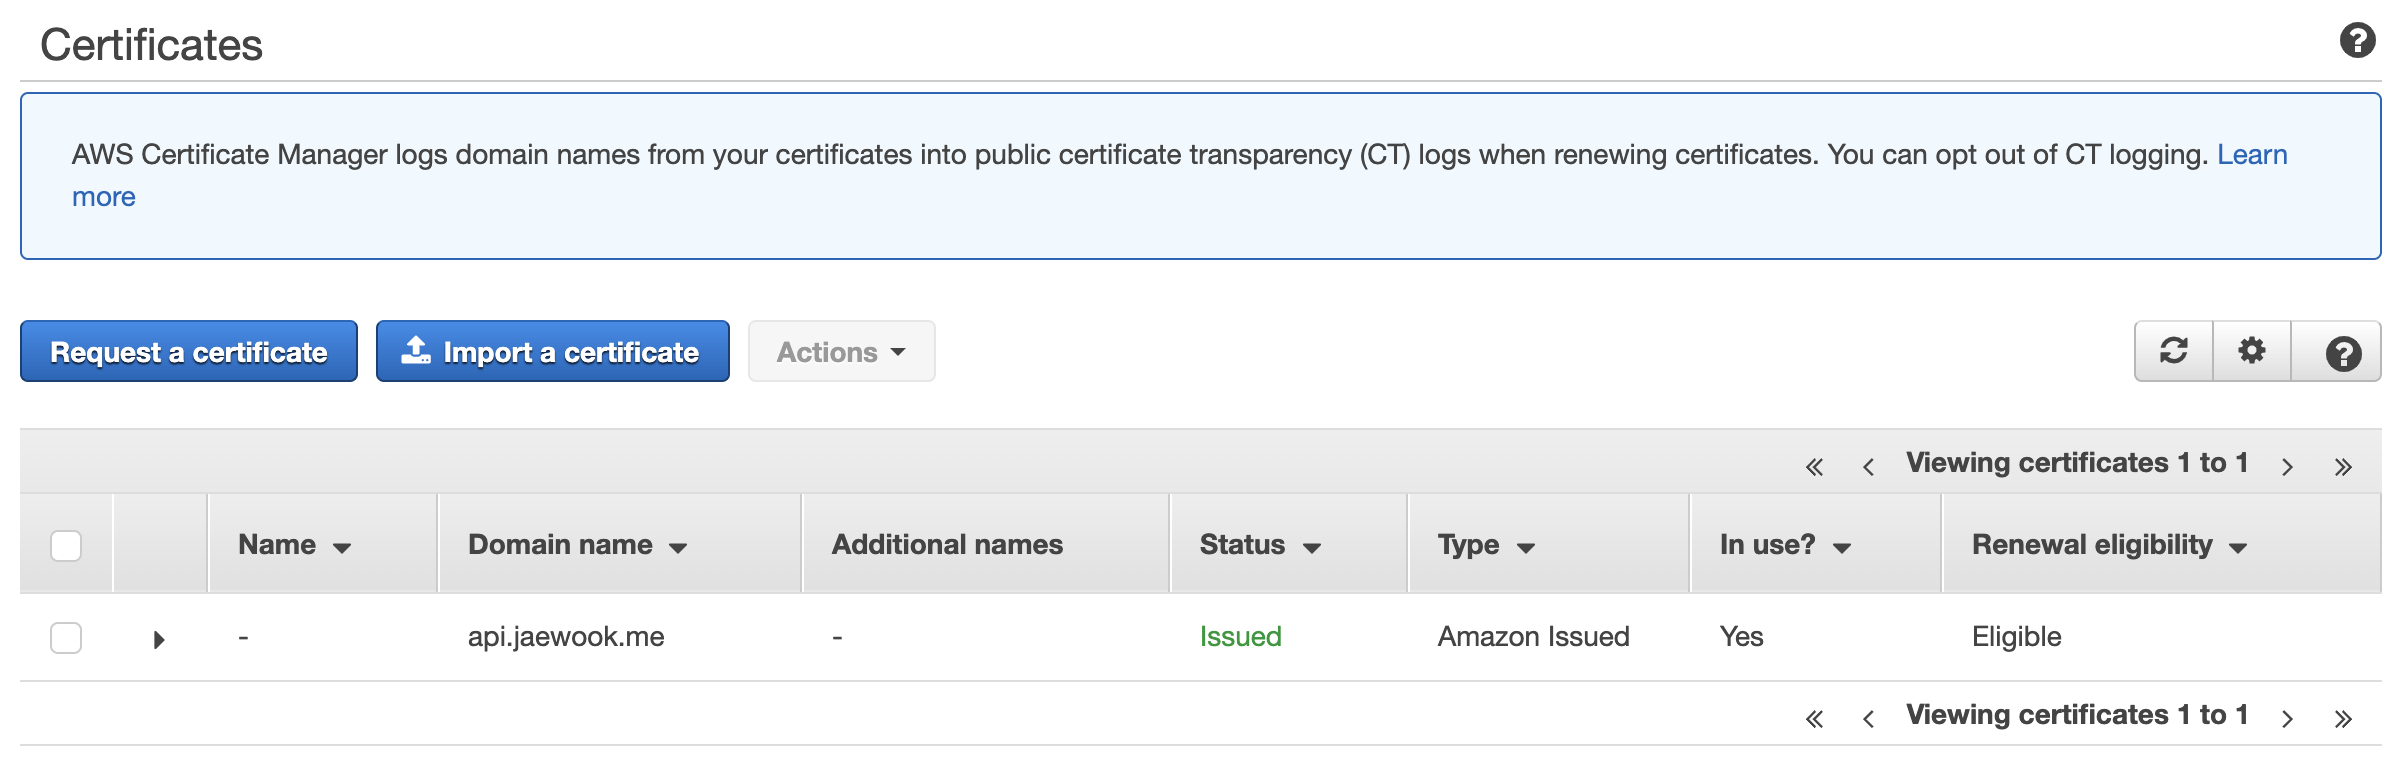 Certificates
AWS Certificate Manager logs domain names from your certificates into public certificate transparency (CT) logs when renewing certificates. You can opt out of CT logging. Learn
more
Request a certificate Import a certificate Actions
« ‹ Viewing certificates 1 to 1 › »
Name Domain name Additional names Status Type In use? Renewal eligibility
- api.jaewook.me - Issued Amazon Issued Yes Eligible
« ‹ Viewing certificates 1 to 1 › »